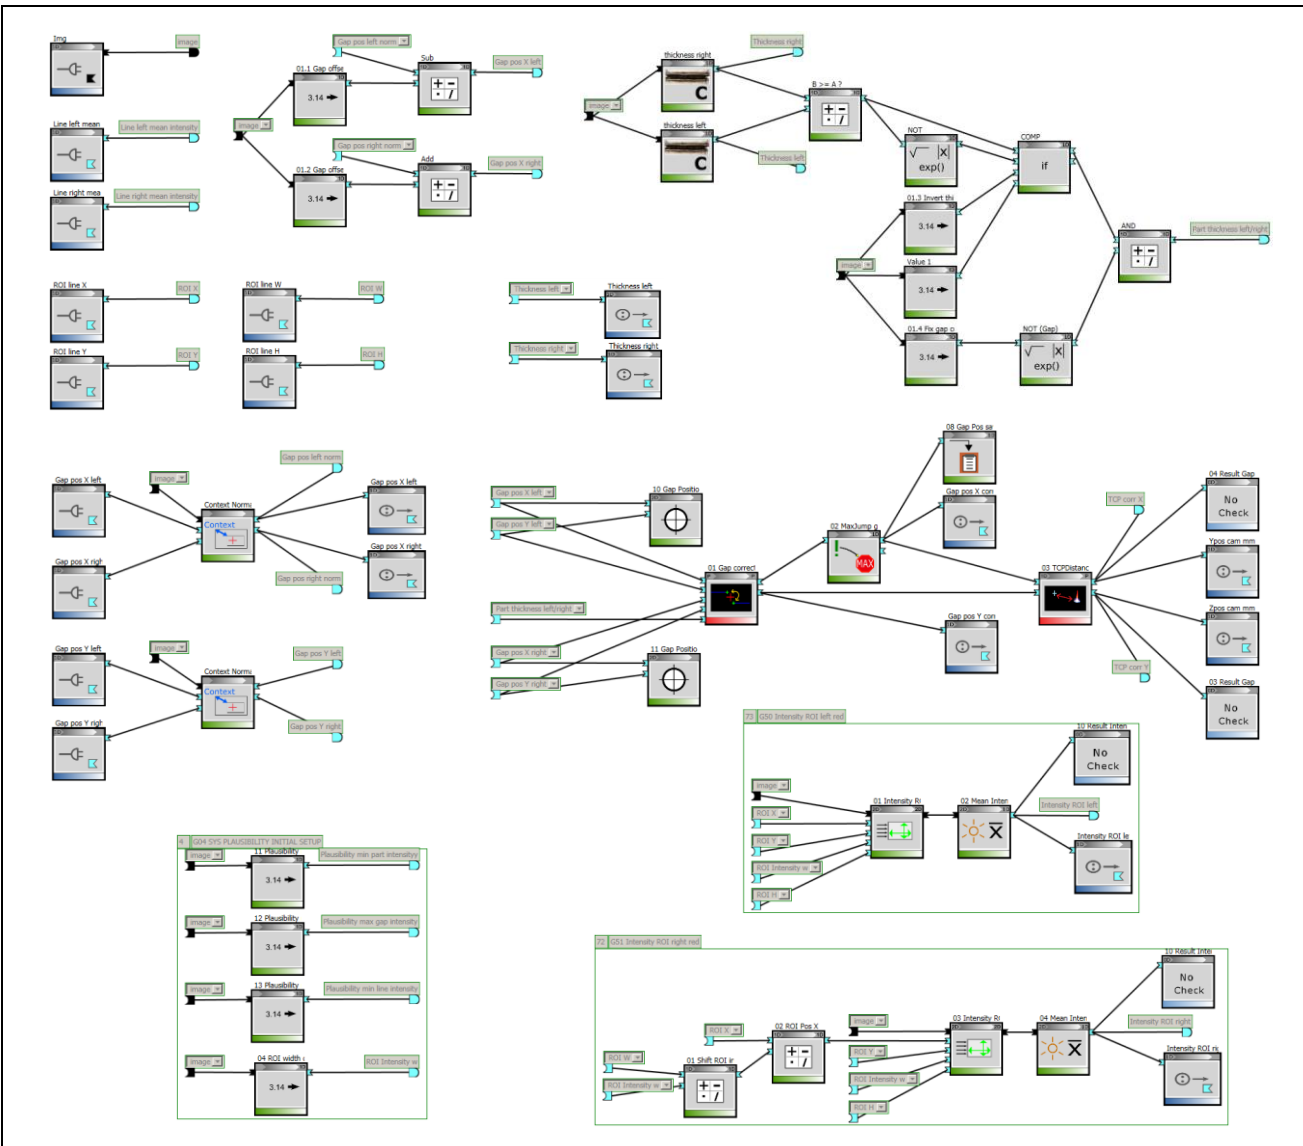 Img
image
Line left mean
Line left mean intensity
Line right mea
Line right mean intensity
Gap pos left norm
01.1 Gap offse
3.14
Sub
Gap pos X left
image
Gap pos right norm
01.2 Gap offse
3.14
Add
Gap pos X right
thickness right
C
Thickness right
image
thickness left
C
Thickness left
B >= A ?
NOT
√ |X|
exp()
COMP
if
01.3 Invert thi
3.14
image
Value 1
3.14
01.4 Fix gap o
3.14
NOT (Gap)
√ |X|
exp()
AND
Part thickness left/right
ROI line X
ROI X
ROI line W
ROI W
ROI line Y
ROI Y
ROI line H
ROI H
Thickness left
Thickness left
Thickness right
Thickness right
Gap pos X left
image
Gap pos left norm
Context Norma
Context
Gap pos X left
Gap pos X righ
Gap pos right norm
Gap pos X right
Gap pos Y left
image
Gap pos Y left
Context Norma
Context
Gap pos Y righ
Gap pos Y right
Gap pos X left
Gap pos Y left
10 Gap Positio
01 Gap correct
Part thickness left/right
Gap pos X right
Gap pos Y right
11 Gap Positio
02 MaxJump g
MAX
08 Gap Pos sa
Gap pos X corr
Gap pos Y corr
03 TCPDistanc
TCP corr X
TCP corr Y
04 Result Gap
No
Check
Ypos cam mm
Zpos cam mm
03 Result Gap
No
Check
73 G50 Intensity ROI left red
image
ROI X
ROI Y
ROI Intensity w
ROI H
01 Intensity R
02 Mean Inten
X
10 Result Inten
No
Check
Intensity ROI left
Intensity ROI le
4 G04 SYS PLAUSIBILITY INITIAL SETUP
image
11 Plausibility
3.14
Plausibility min part intensity
image
12 Plausibility
3.14
Plausibility max gap intensity
image
13 Plausibility
3.14
Plausibility min line intensity
image
04 ROI width
3.14
ROI Intensity w
72 G51 Intensity ROI right red
ROI W
ROI Intensity w
01 Shift ROI ir
ROI X
02 ROI Pos X
image
ROI Y
ROI Intensity w
ROI H
03 Intensity R
04 Mean Inten
X
10 Result Inter
No
Check
Intensity ROI right
Intensity ROI ri